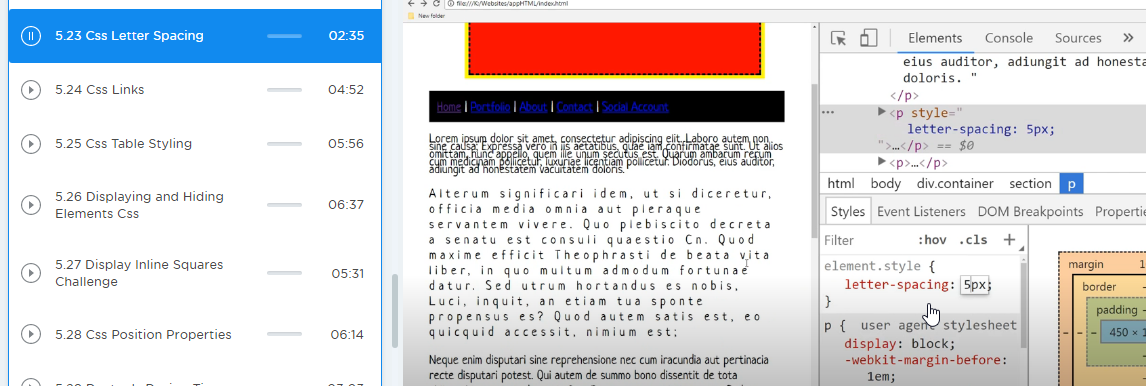 5.23 Css Letter Spacing
02:35
5.24 Css Links
04:52
5.25 Css Table Styling
05:56
5.26 Displaying and Hiding
Elements Css
06:37
5.27 Display Inline Squares
Challenge
05:31
5.28 Css Position Properties
06:14
file:///K:/Websites/appHTML/index.html
New folder
Home | Portfolio | About | Contact | Social Account
Lorem ipsum dolor sit amet, consectetur adipiscing elit. Laboro autem non
sine causa; Expressa vero in iis aetatibus, quae iam confirmatae sunt. Ut alios
omittam, hunc appello, quem ille unum secutus est. Quarum ambarum rerum
cum medicinam pollicetur, luxuriae licentiam pollicetur. Diodorus, eius auditor,
adiungit ad honestatem vacuitatem doloris.
Alterum significari idem, ut si diceretur,
officia media omnia aut pleraque
servantem vivere. Quo plebiscito decreta
a senatu est consuli quaestio Cn. Quod
maxime efficit Theophrasti de beata vita
liber, in quo multum admodum fortunae
datur. Sed utrum hortandus es nobis,
Luci, inquit, an etiam tua sponte
propensus es? Quod autem satis est, eo
quicquid accessit, nimium est;
Neque enim disputari sine reprehensione nec cum iracundia aut pertinacia
recte disputari potest. Qui autem de summo bono dissentit de tota
Elements
Console
Sources
»
eius auditor, adiungit ad honesta
doloris. "
</p>
<p style="
letter-spacing: 5px;
">…</p> == $0
<p>…</p>
html body div.container section p
Styles Event Listeners DOM Breakpoints Propertie
Filter :hov .cls +
element.style {
letter-spacing: 5px;
}
p { user agent stylesheet
display: block;
-webkit-margin-before:
1em;
margin
border
padding
450 ×